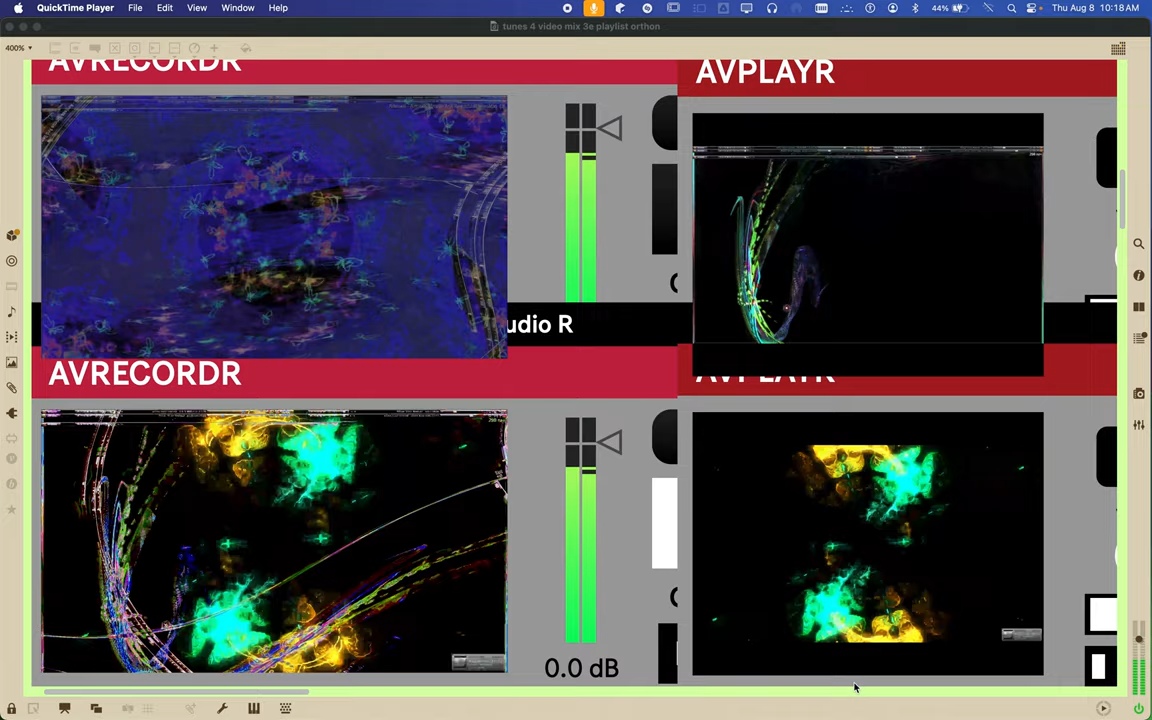 QuickTime Player File Edit View Window Help
44% Thu Aug 8 10:18 AM
tunes 4 video mix 3e playlist orthon
400%
AVRECORDR
AVPLAYR
udio R
AVRECORDR
AVPLAYR
0.0 dB